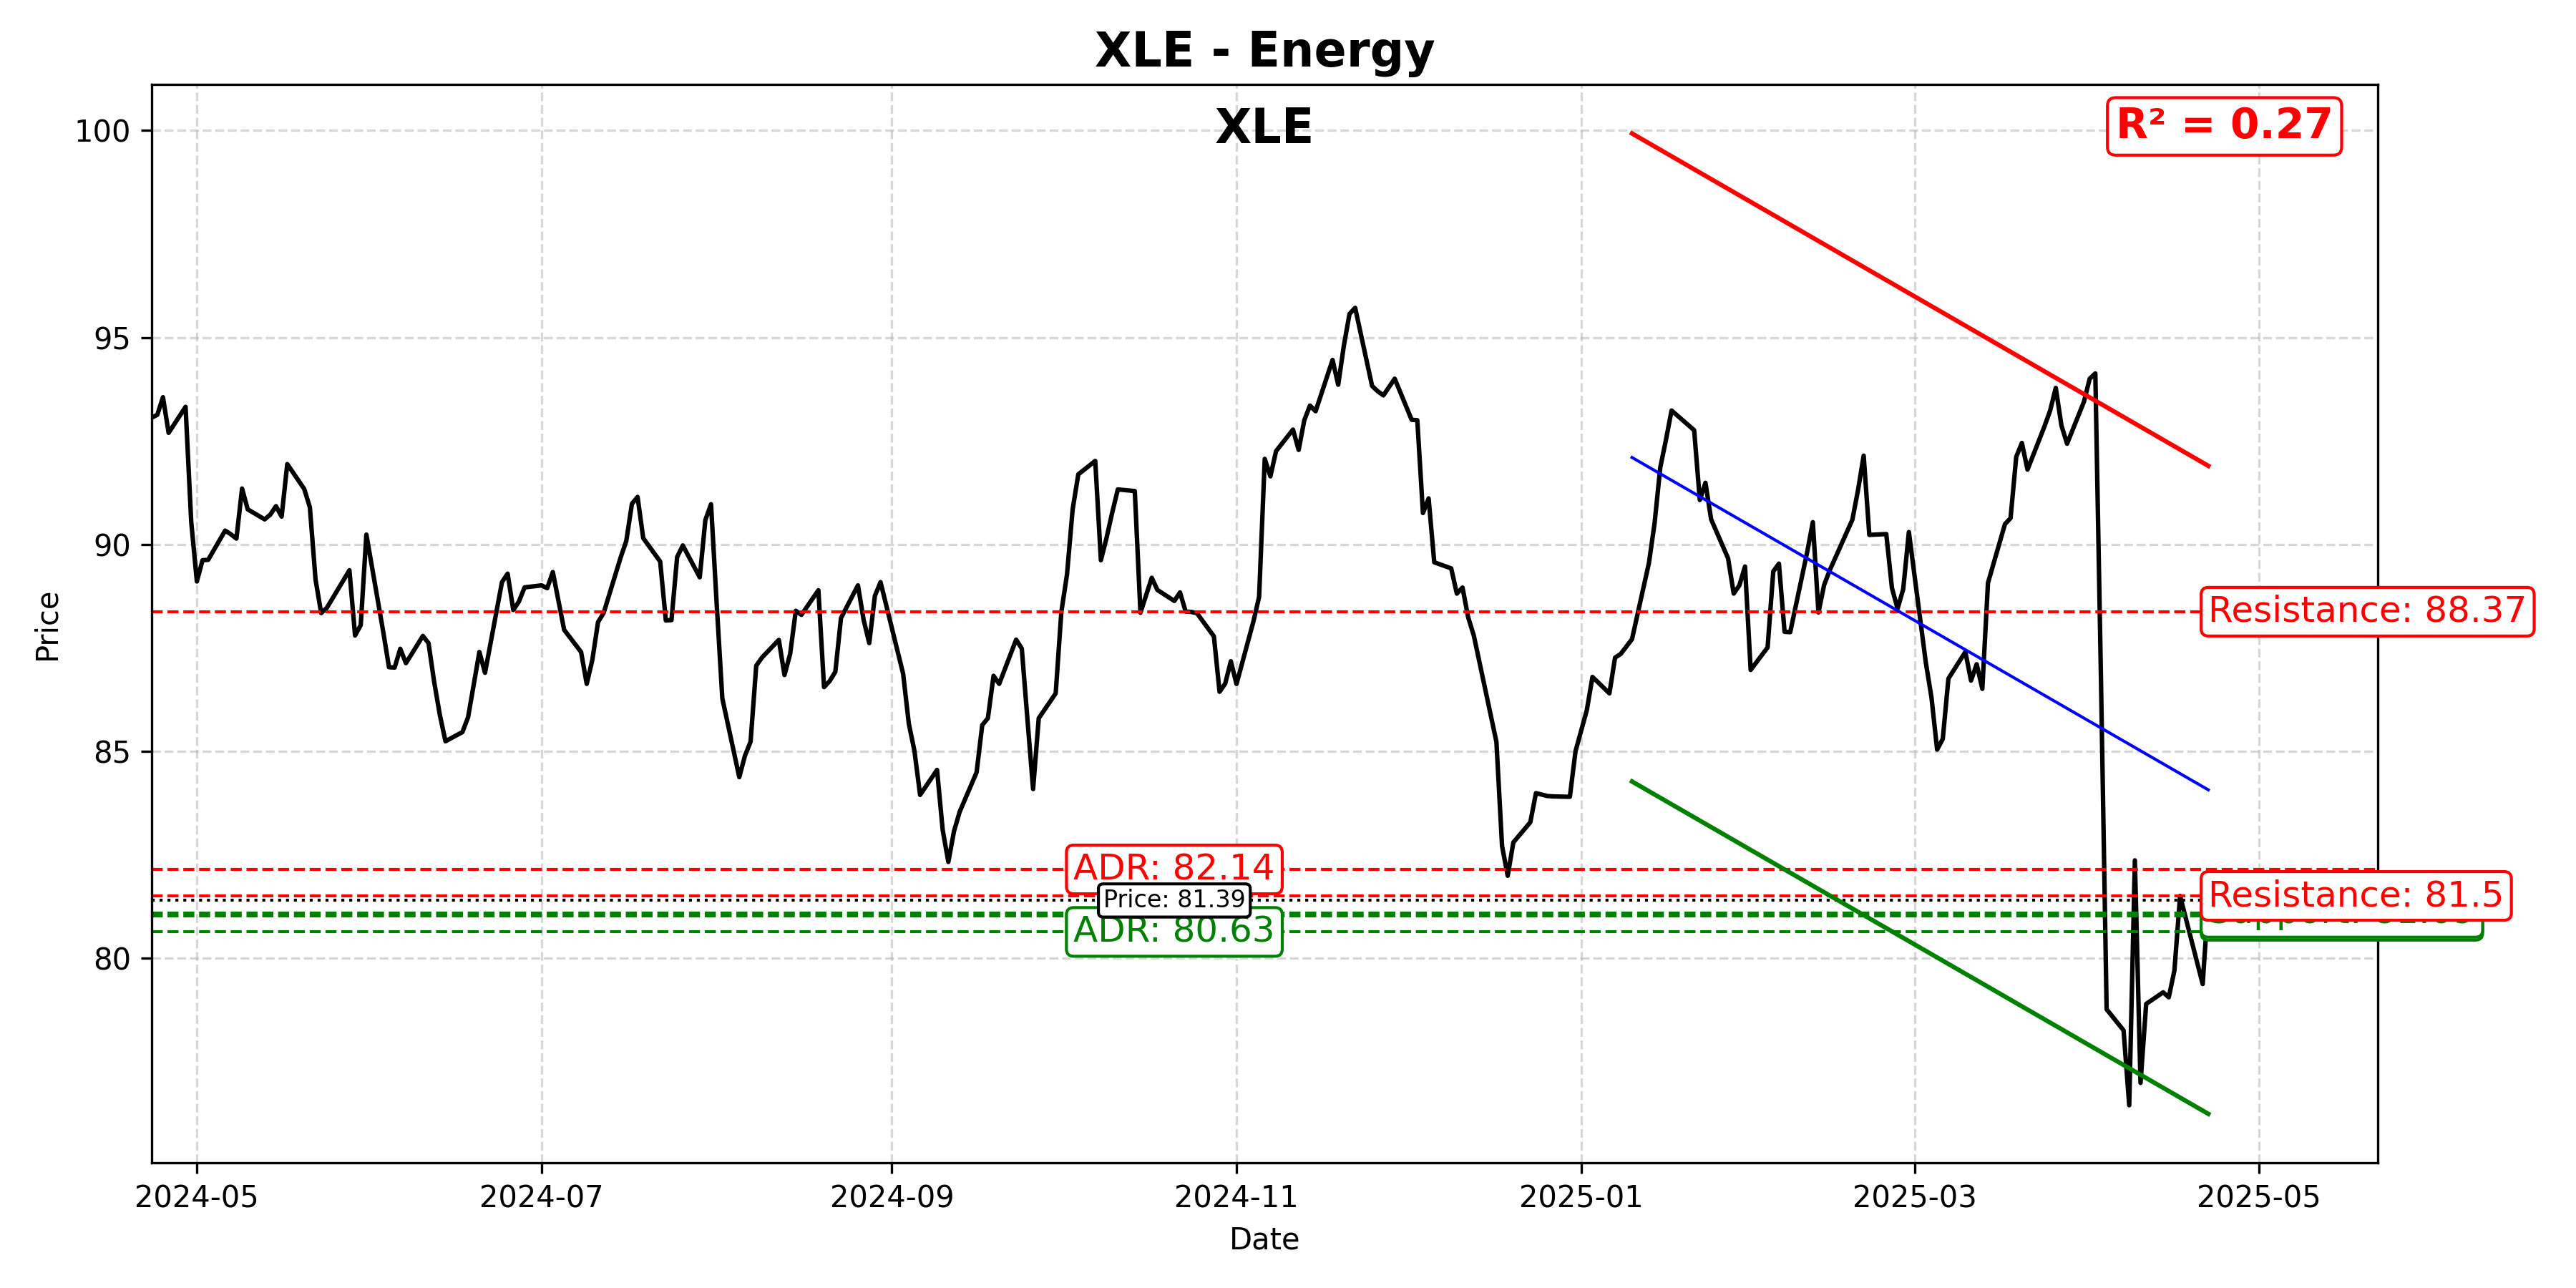 XLE - Energy
XLE
R² = 0.27
100
95
90
85
80
Price
Resistance: 88.37
ADR: 82.14
Resistance: 81.5
Price: 81.39
ADR: 80.63
2024-05
2024-07
2024-09
2024-11
2025-01
2025-03
2025-05
Date